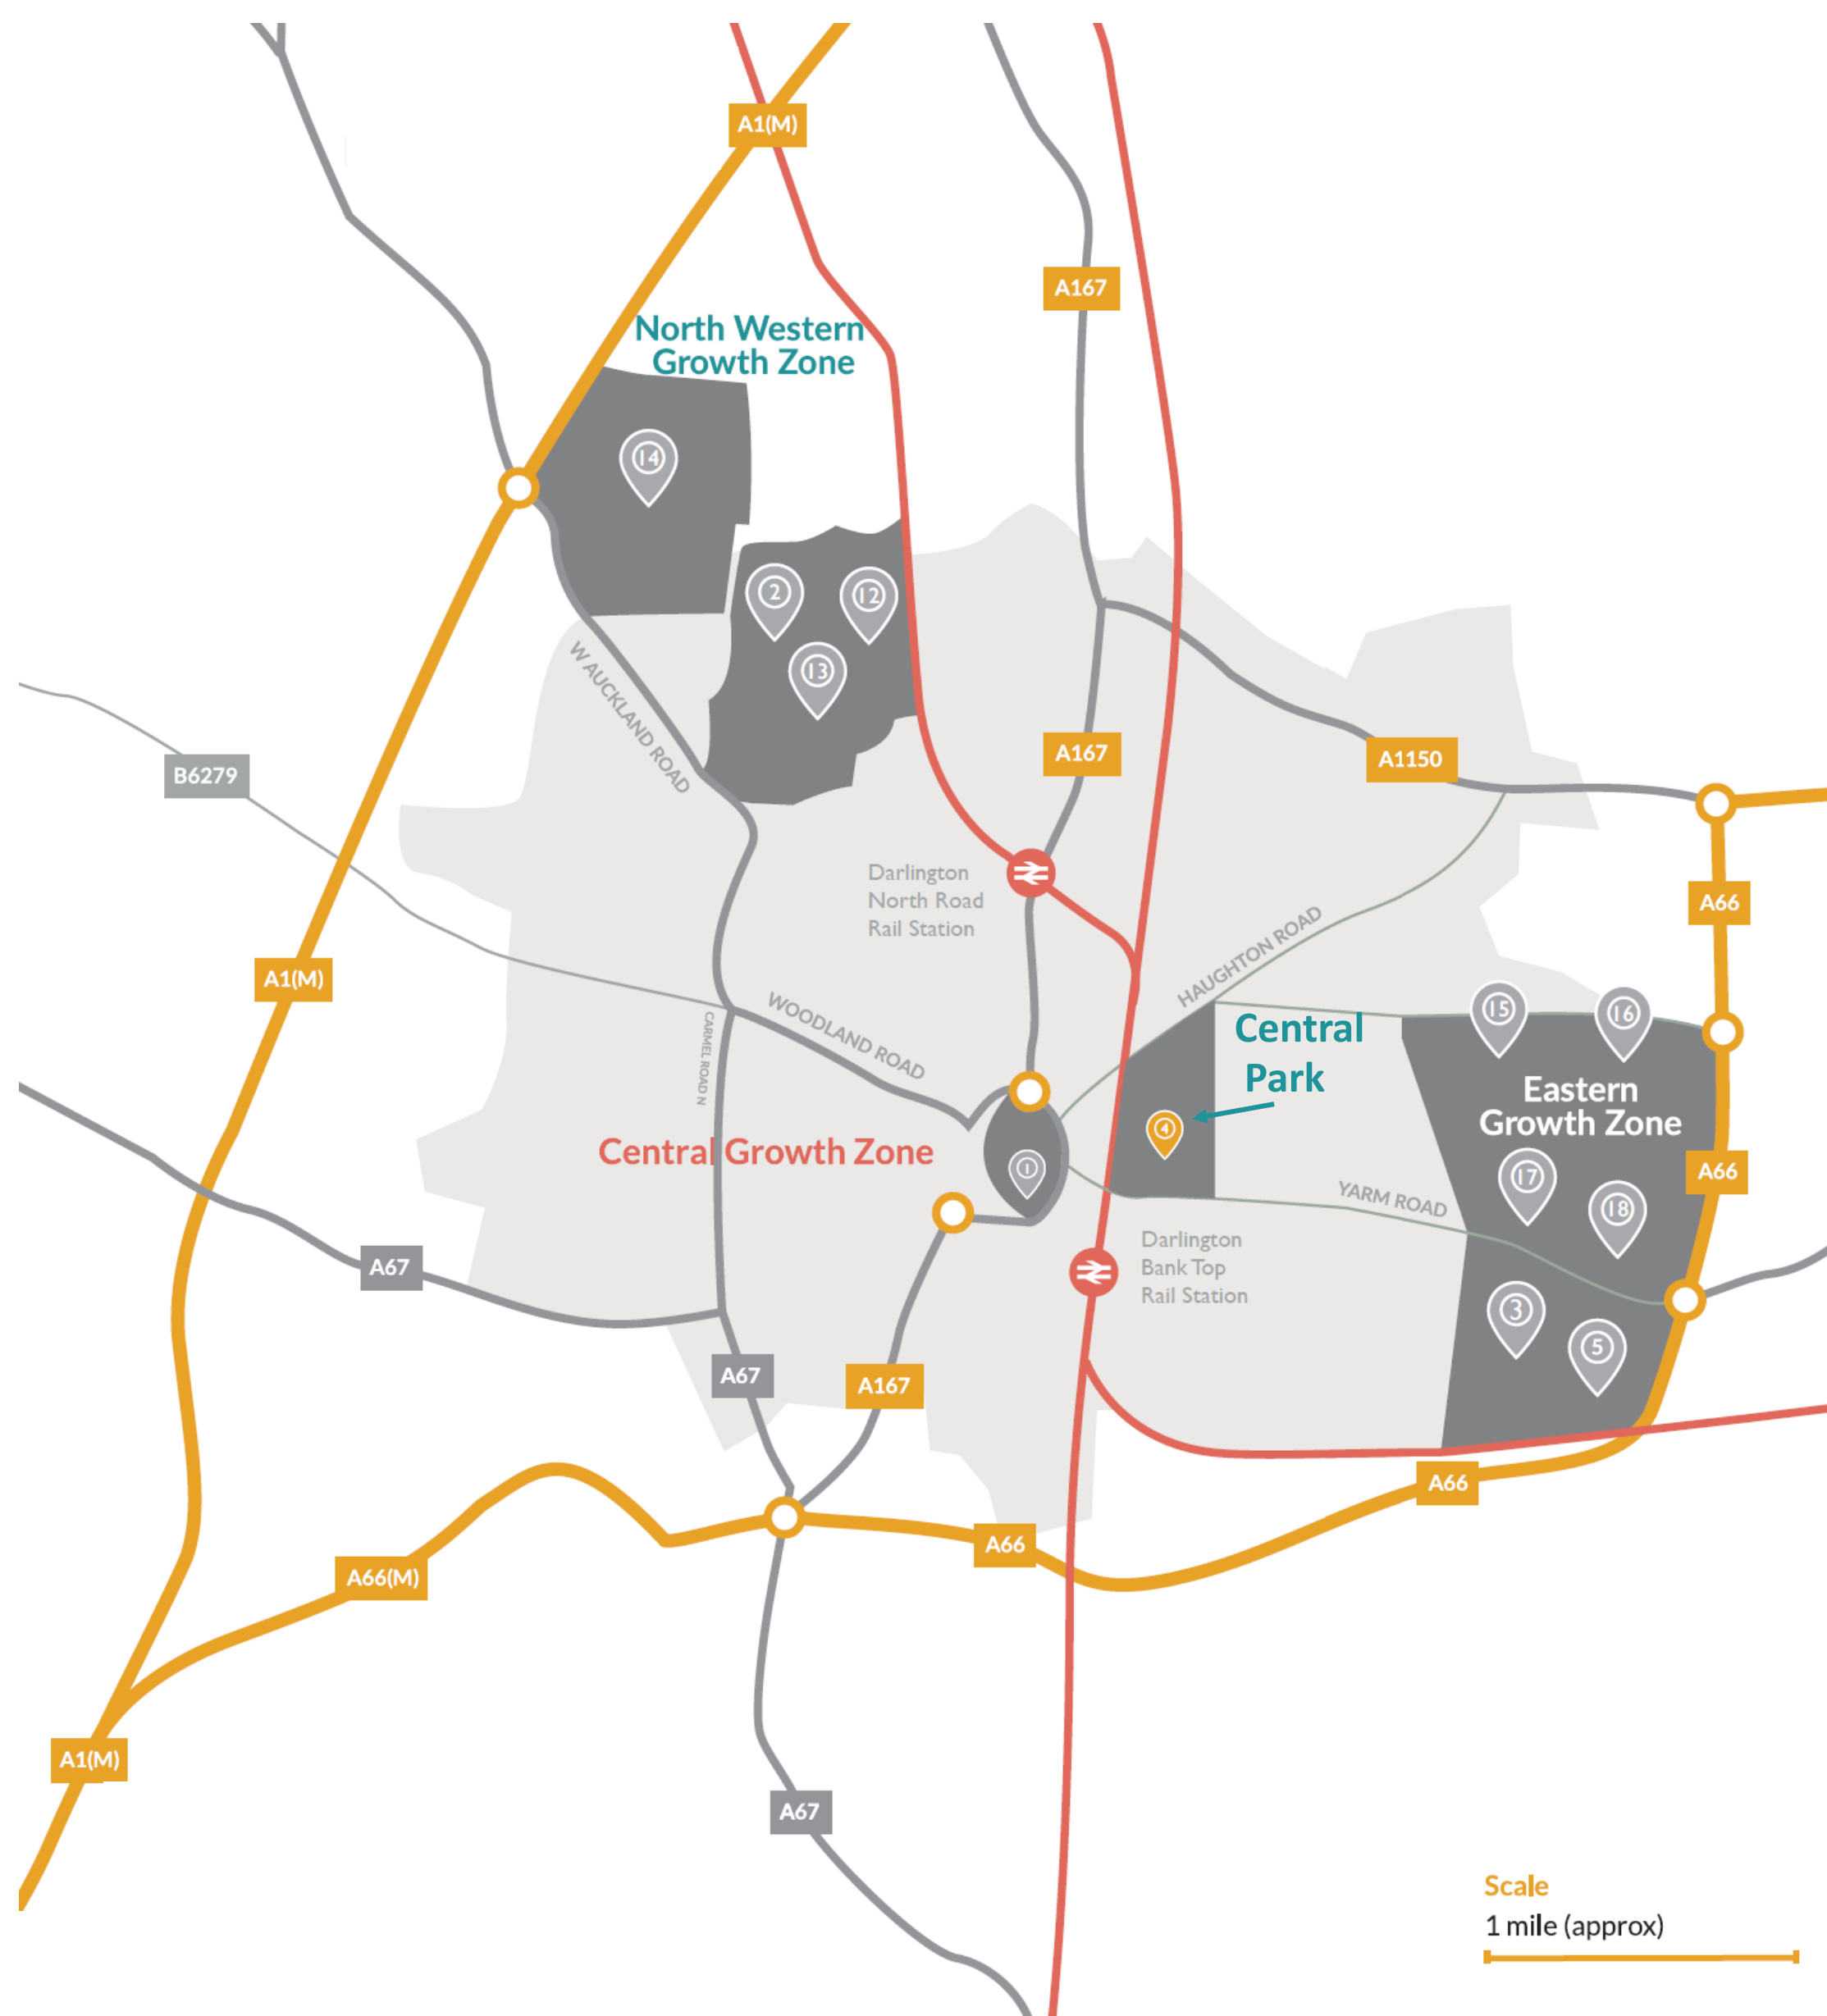 A1(M)
A167
North Western
Growth Zone
14
2
12
13
W AUCKLAND ROAD
A167
A1150
B6279
Darlington
North Road
Rail Station
A66
HAUGHTON ROAD
A1(M)
WOODLAND ROAD
CARMEL ROAD N
15
16
Central
Park
4
Eastern
Growth Zone
Central Growth Zone
1
17
18
A66
YARM ROAD
Darlington
Bank Top
Rail Station
A67
3
5
A67
A167
A66
A66
A66(M)
A1(M)
A67
Scale
1 mile (approx)